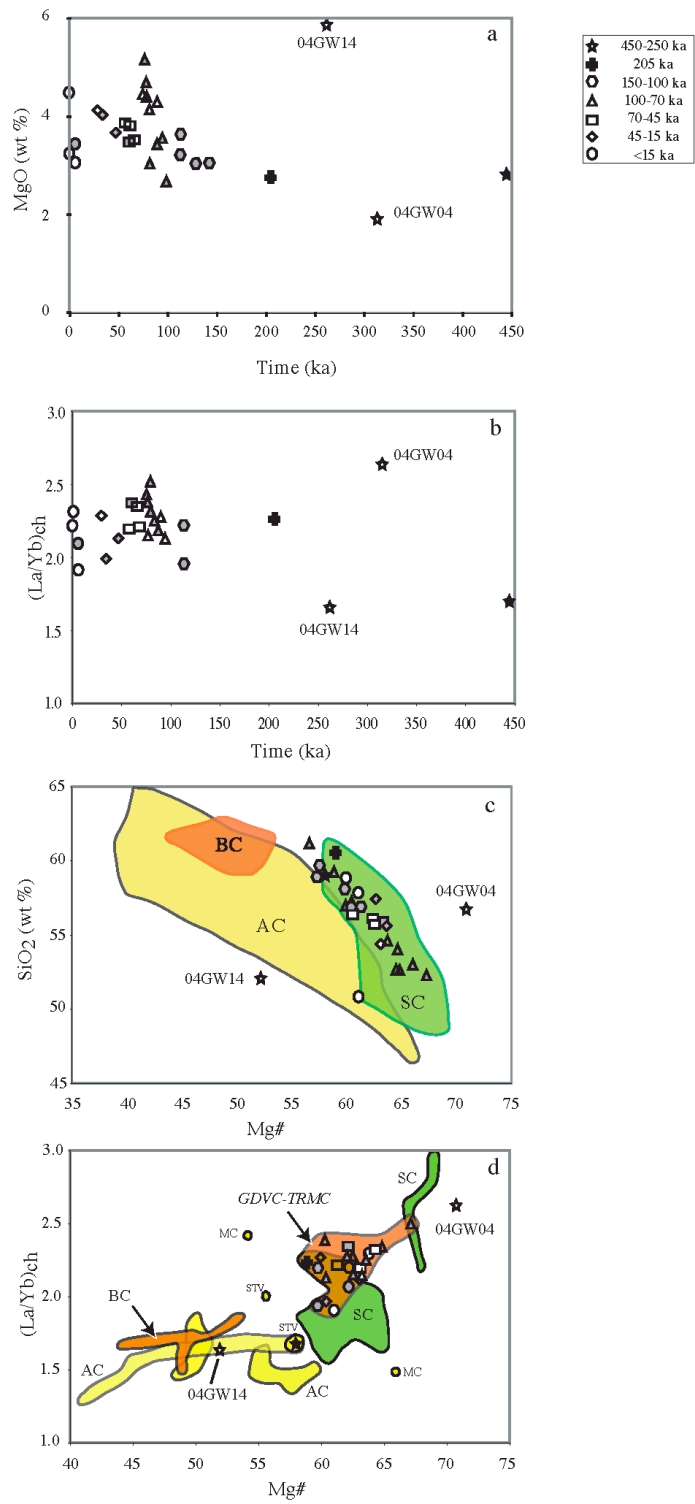 a
6
4
2
0
MgO (wt %)
04GW14
04GW04
0 50 100 150 200 250 300 350 400 450
Time (ka)
450-250 ka
205 ka
150-100 ka
100-70 ka
70-45 ka
45-15 ka
<15 ka
b
3.0
2.5
2.0
1.5
1.0
(La/Yb)ch
04GW04
04GW14
0 50 100 150 200 250 300 350 400 450
Time (ka)
c
65
60
55
50
45
SiO2 (wt %)
BC
AC
SC
04GW04
04GW14
35 40 45 50 55 60 65 70 75
Mg#
d
3.0
2.5
2.0
1.5
1.0
(La/Yb)ch
SC
GDVC-TRMC
04GW04
MC
STV
BC
STV
SC
AC
04GW14
AC
MC
40 45 50 55 60 65 70 75
Mg#